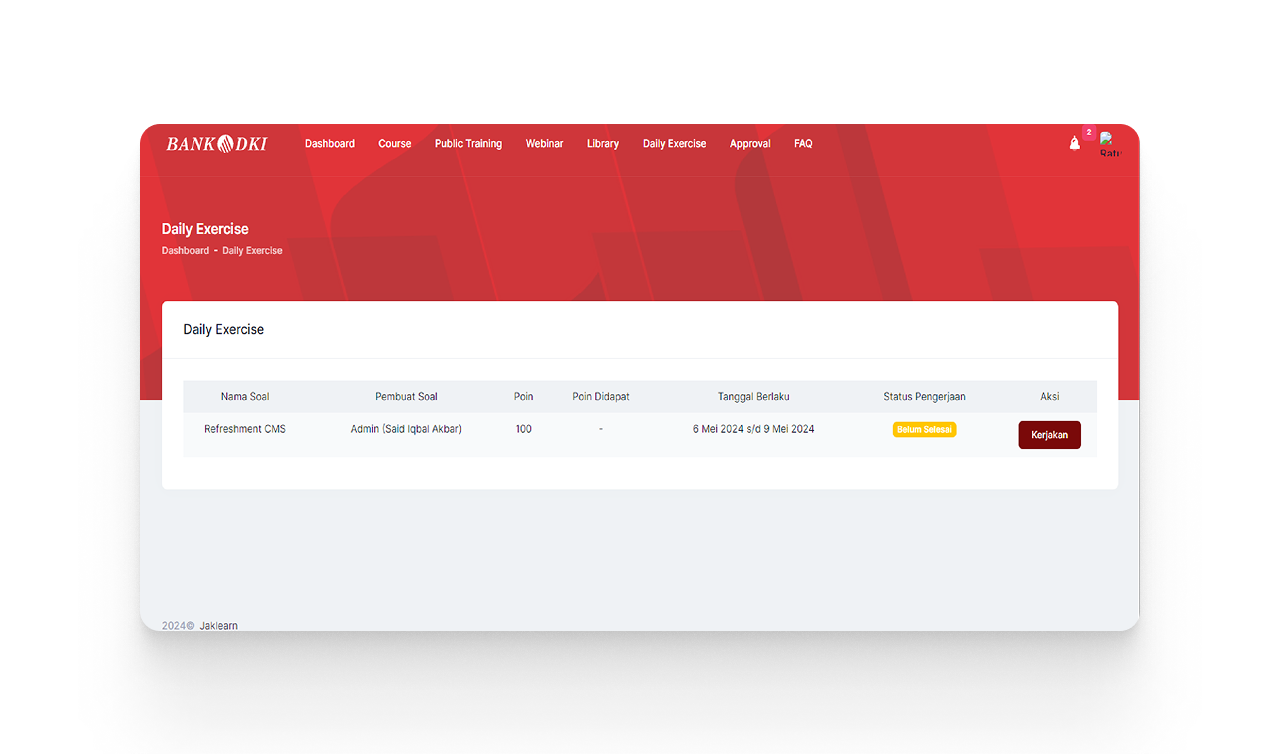 BANK DKI Dashboard Course Public Training Webinar Library Daily Exercise Approval FAQ 2
Daily Exercise
Dashboard - Daily Exercise
Daily Exercise
Nama Soal Pembuat Soal Poin Poin Didapat Tanggal Berlaku Status Pengerjaan Aksi
Refreshment CMS Admin (Said Iqbal Akbar) 100 - 6 Mei 2024 s/d 9 Mei 2024 Belum Selesai Kerjakan
2024© Jaklearn